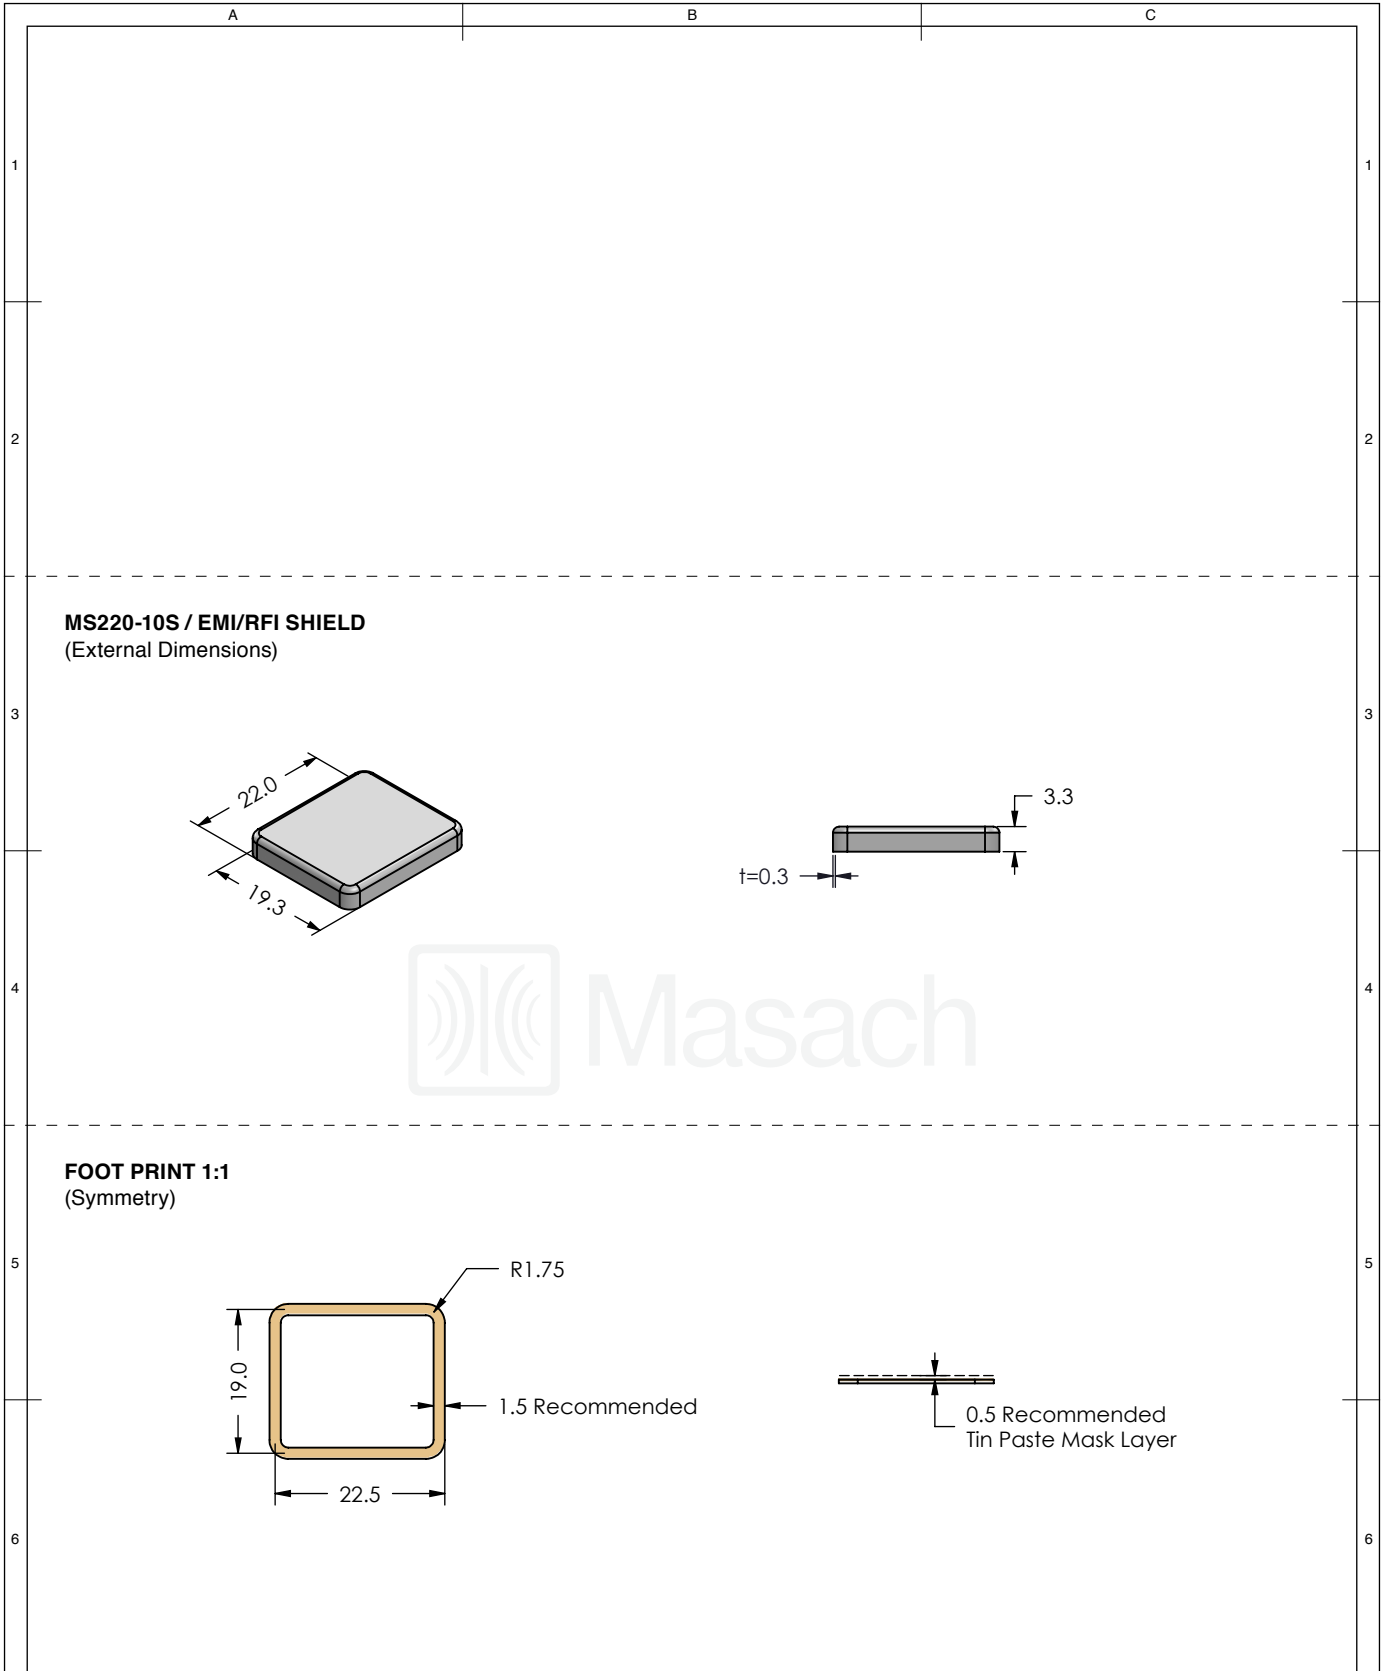 A B C
1 1
2 2
MS220-10S / EMI/RFI SHIELD
(External Dimensions)
3 3
22.0
3.3
t=0.3
19.3
Masach
4 4
FOOT PRINT 1:1
(Symmetry)
5 5
R1.75
19.0
1.5 Recommended
0.5 Recommended
Tin Paste Mask Layer
22.5
6 6